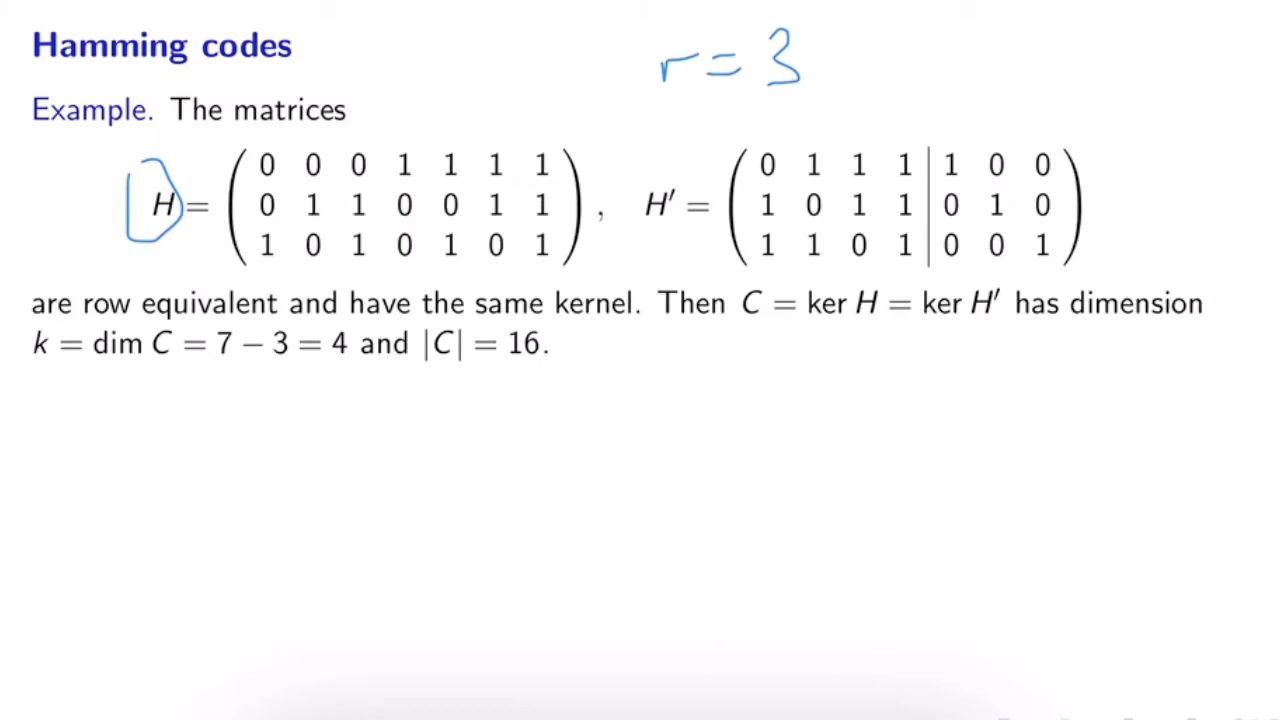 Hamming codes
r = 3
Example. The matrices
H = ( 0 0 0 1 1 1 1 ) , H′ = ( 0 1 1 1 | 1 0 0 )
( 0 1 1 0 0 1 1 ) ( 1 0 1 1 | 0 1 0 )
( 1 0 1 0 1 0 1 ) ( 1 1 0 1 | 0 0 1 )
are row equivalent and have the same kernel. Then C = ker H = ker H′ has dimension
k = dim C = 7 − 3 = 4 and |C| = 16.